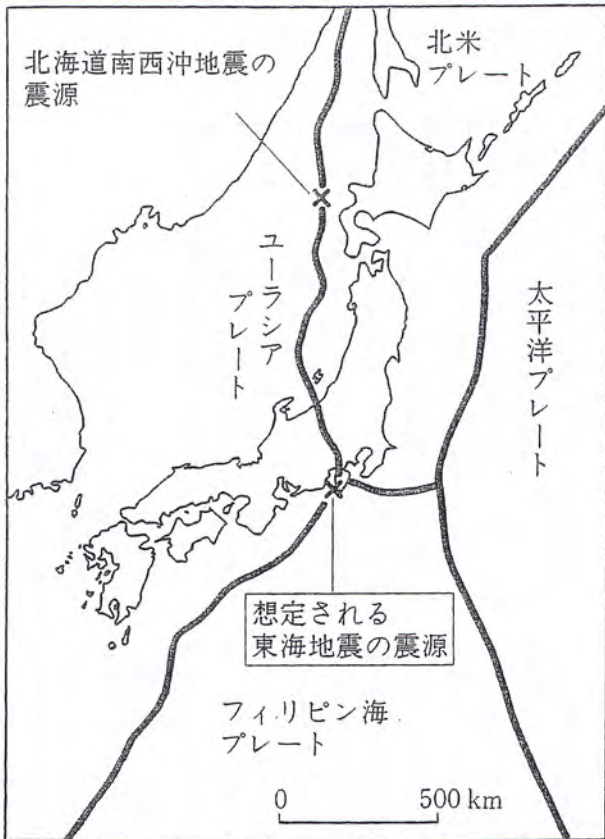 北海道南西沖地震の
震源
北米
プレート
ユーラシア
プレート
太平洋プレート
想定される
東海地震の震源
フィリピン海
プレート
0 500 km